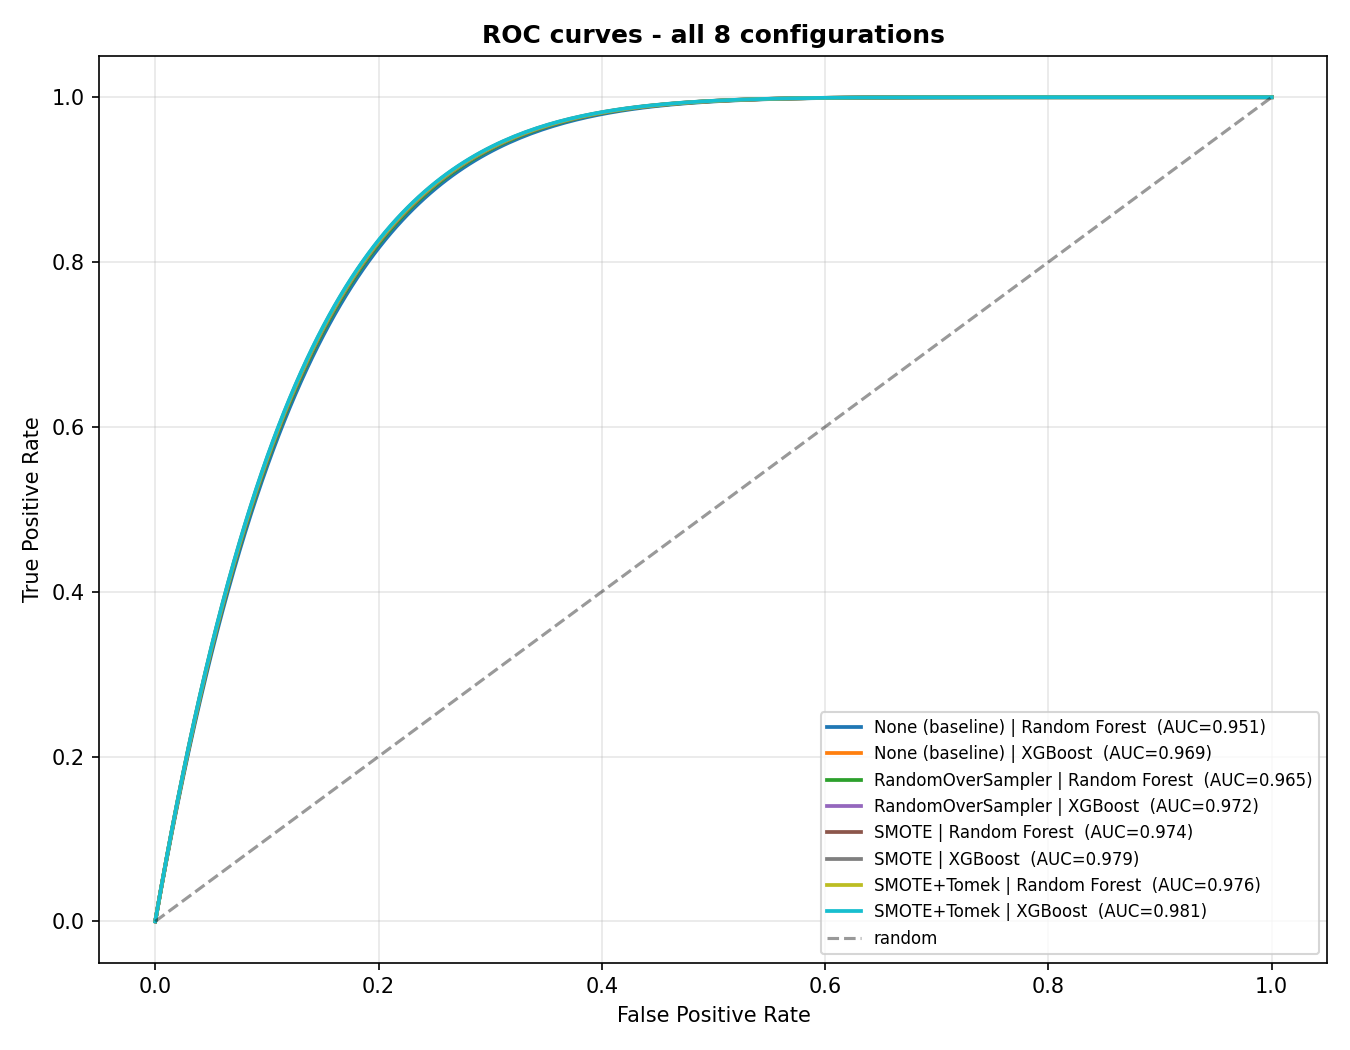 ROC curves - all 8 configurations
1.0
0.8
0.6
0.4
0.2
0.0
True Positive Rate
0.0 0.2 0.4 0.6 0.8 1.0
False Positive Rate
None (baseline) | Random Forest (AUC=0.951)
None (baseline) | XGBoost (AUC=0.969)
RandomOverSampler | Random Forest (AUC=0.965)
RandomOverSampler | XGBoost (AUC=0.972)
SMOTE | Random Forest (AUC=0.974)
SMOTE | XGBoost (AUC=0.979)
SMOTE+Tomek | Random Forest (AUC=0.976)
SMOTE+Tomek | XGBoost (AUC=0.981)
random